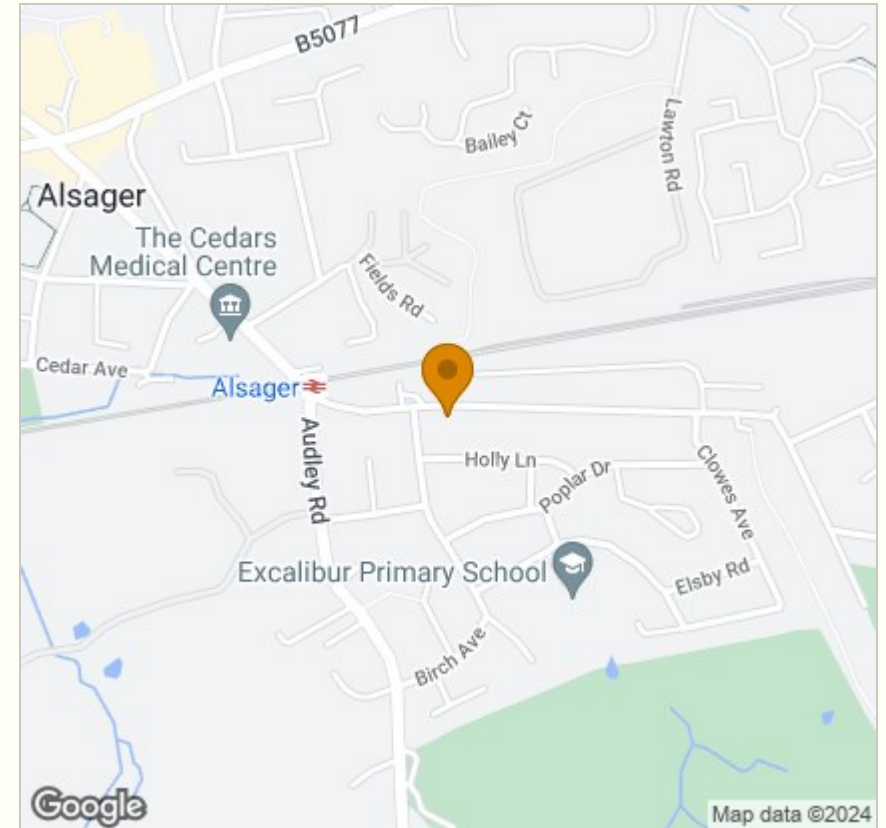 B5077
Lawton Rd
Bailey Ct
Alsager
The Cedars
Medical Centre
Fields Rd
Cedar Ave
Alsager
Audley Rd
Holly Ln
Poplar Dr
Clowes Ave
Excalibur Primary School
Elsby Rd
Birch Ave
Google
Map data ©2024